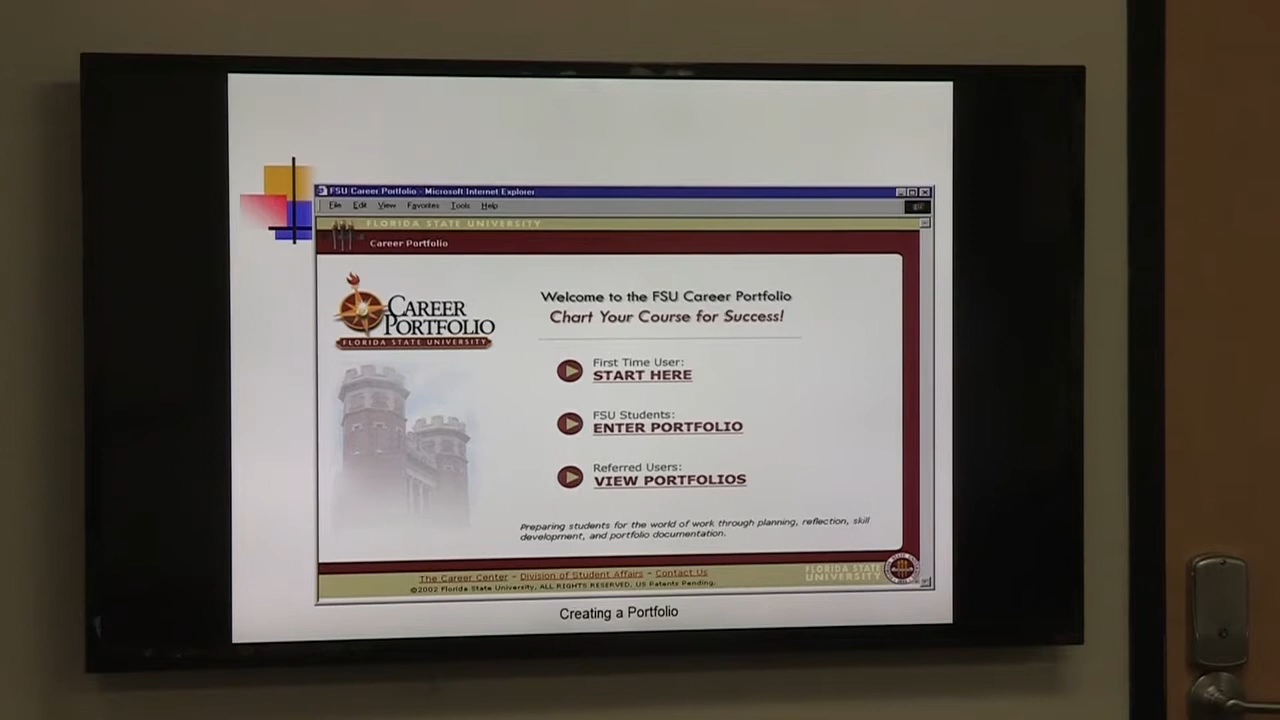 FSU Career Portfolio - Microsoft Internet Explorer
File Edit View Favorites Tools Help
FLORIDA STATE UNIVERSITY
Career Portfolio
CAREER
PORTFOLIO
FLORIDA STATE UNIVERSITY
Welcome to the FSU Career Portfolio
Chart Your Course for Success!
First Time User:
START HERE
FSU Students:
ENTER PORTFOLIO
Referred Users:
VIEW PORTFOLIOS
Preparing students for the world of work through planning, reflection, skill
development, and portfolio documentation.
The Career Center - Division of Student Affairs - Contact Us
©2002 Florida State University, ALL RIGHTS RESERVED. US Patents Pending.
FLORIDA STATE
UNIVERSITY
Creating a Portfolio